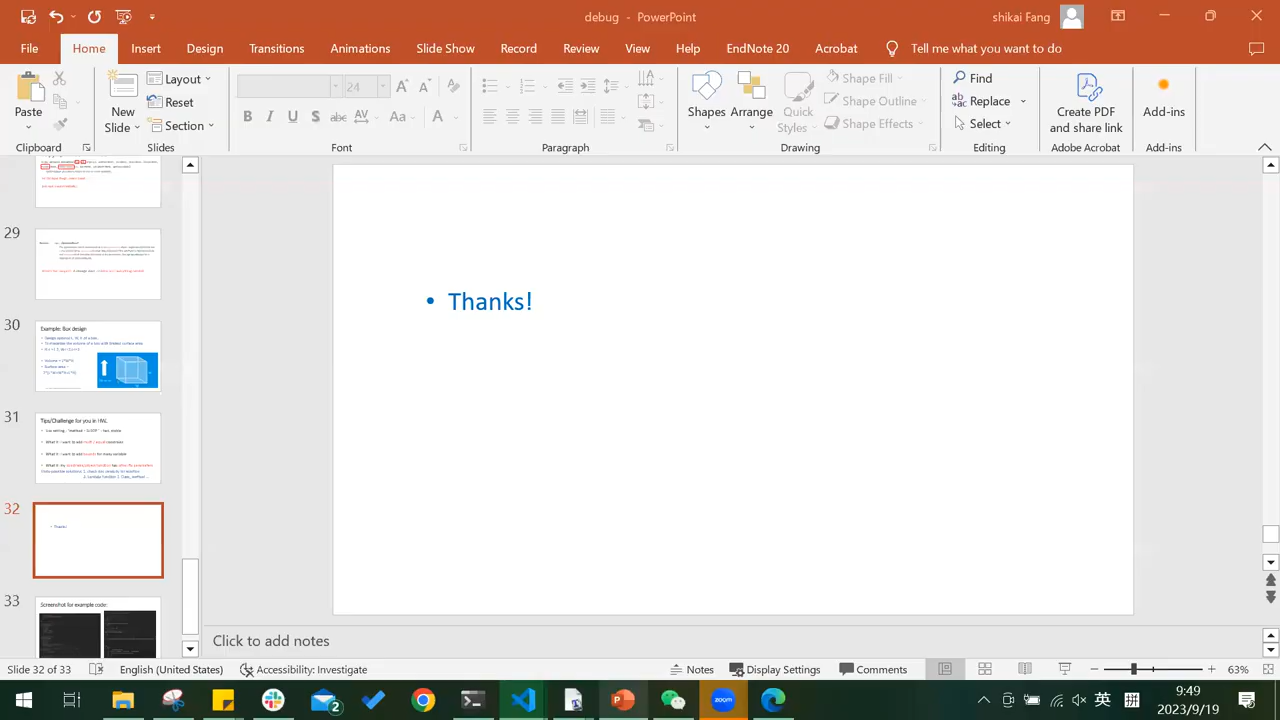 debug - PowerPoint
shikai Fang
File
Home
Insert
Design
Transitions
Animations
Slide Show
Record
Review
View
Help
EndNote 20
Acrobat
Tell me what you want to do
Paste
New
Slide
Layout
Reset
Section
Shapes
Arrange
Quick
Styles
Shape Fill
Shape Outline
Find
Replace
Select
Create PDF
and share link
Add-ins
Clipboard
Slides
Font
Paragraph
Drawing
Editing
Adobe Acrobat
Add-ins
29
30
Example: Box design
31
Tips/Challenge for you in HW.
32
Thanks
33
Screenshot for example code:
• Thanks!
Click to add notes
Slide 32 of 33
English (United States)
Accessibility: Investigate
Notes
Display Settings
Comments
63%
2
zoom
英
9:49
2023/9/19